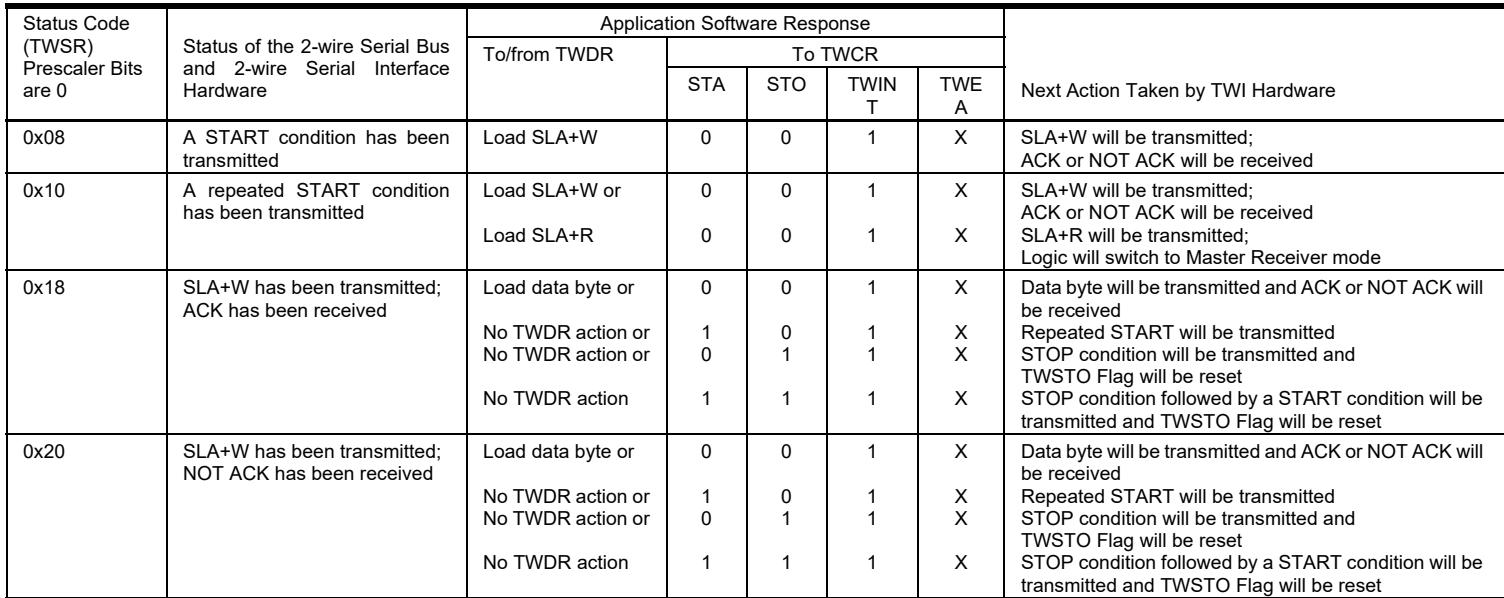 Status Code
(TWSR)
Prescaler Bits
are 0
Status of the 2-wire Serial Bus
and 2-wire Serial Interface
Hardware
Application Software Response
To/from TWDR
To TWCR
STA
STO
TWIN
T
TWE
A
Next Action Taken by TWI Hardware
0x08
A START condition has been
transmitted
Load SLA+W
0
0
1
X
SLA+W will be transmitted;
ACK or NOT ACK will be received
0x10
A repeated START condition
has been transmitted
Load SLA+W or
0
0
1
X
SLA+W will be transmitted;
ACK or NOT ACK will be received
Load SLA+R
0
0
1
X
SLA+R will be transmitted;
Logic will switch to Master Receiver mode
0x18
SLA+W has been transmitted;
ACK has been received
Load data byte or
0
0
1
X
Data byte will be transmitted and ACK or NOT ACK will
be received
No TWDR action or
1
0
1
X
Repeated START will be transmitted
No TWDR action or
0
1
1
X
STOP condition will be transmitted and
TWSTO Flag will be reset
No TWDR action
1
1
1
X
STOP condition followed by a START condition will be
transmitted and TWSTO Flag will be reset
0x20
SLA+W has been transmitted;
NOT ACK has been received
Load data byte or
0
0
1
X
Data byte will be transmitted and ACK or NOT ACK will
be received
No TWDR action or
1
0
1
X
Repeated START will be transmitted
No TWDR action or
0
1
1
X
STOP condition will be transmitted and
TWSTO Flag will be reset
No TWDR action
1
1
1
X
STOP condition followed by a START condition will be
transmitted and TWSTO Flag will be reset